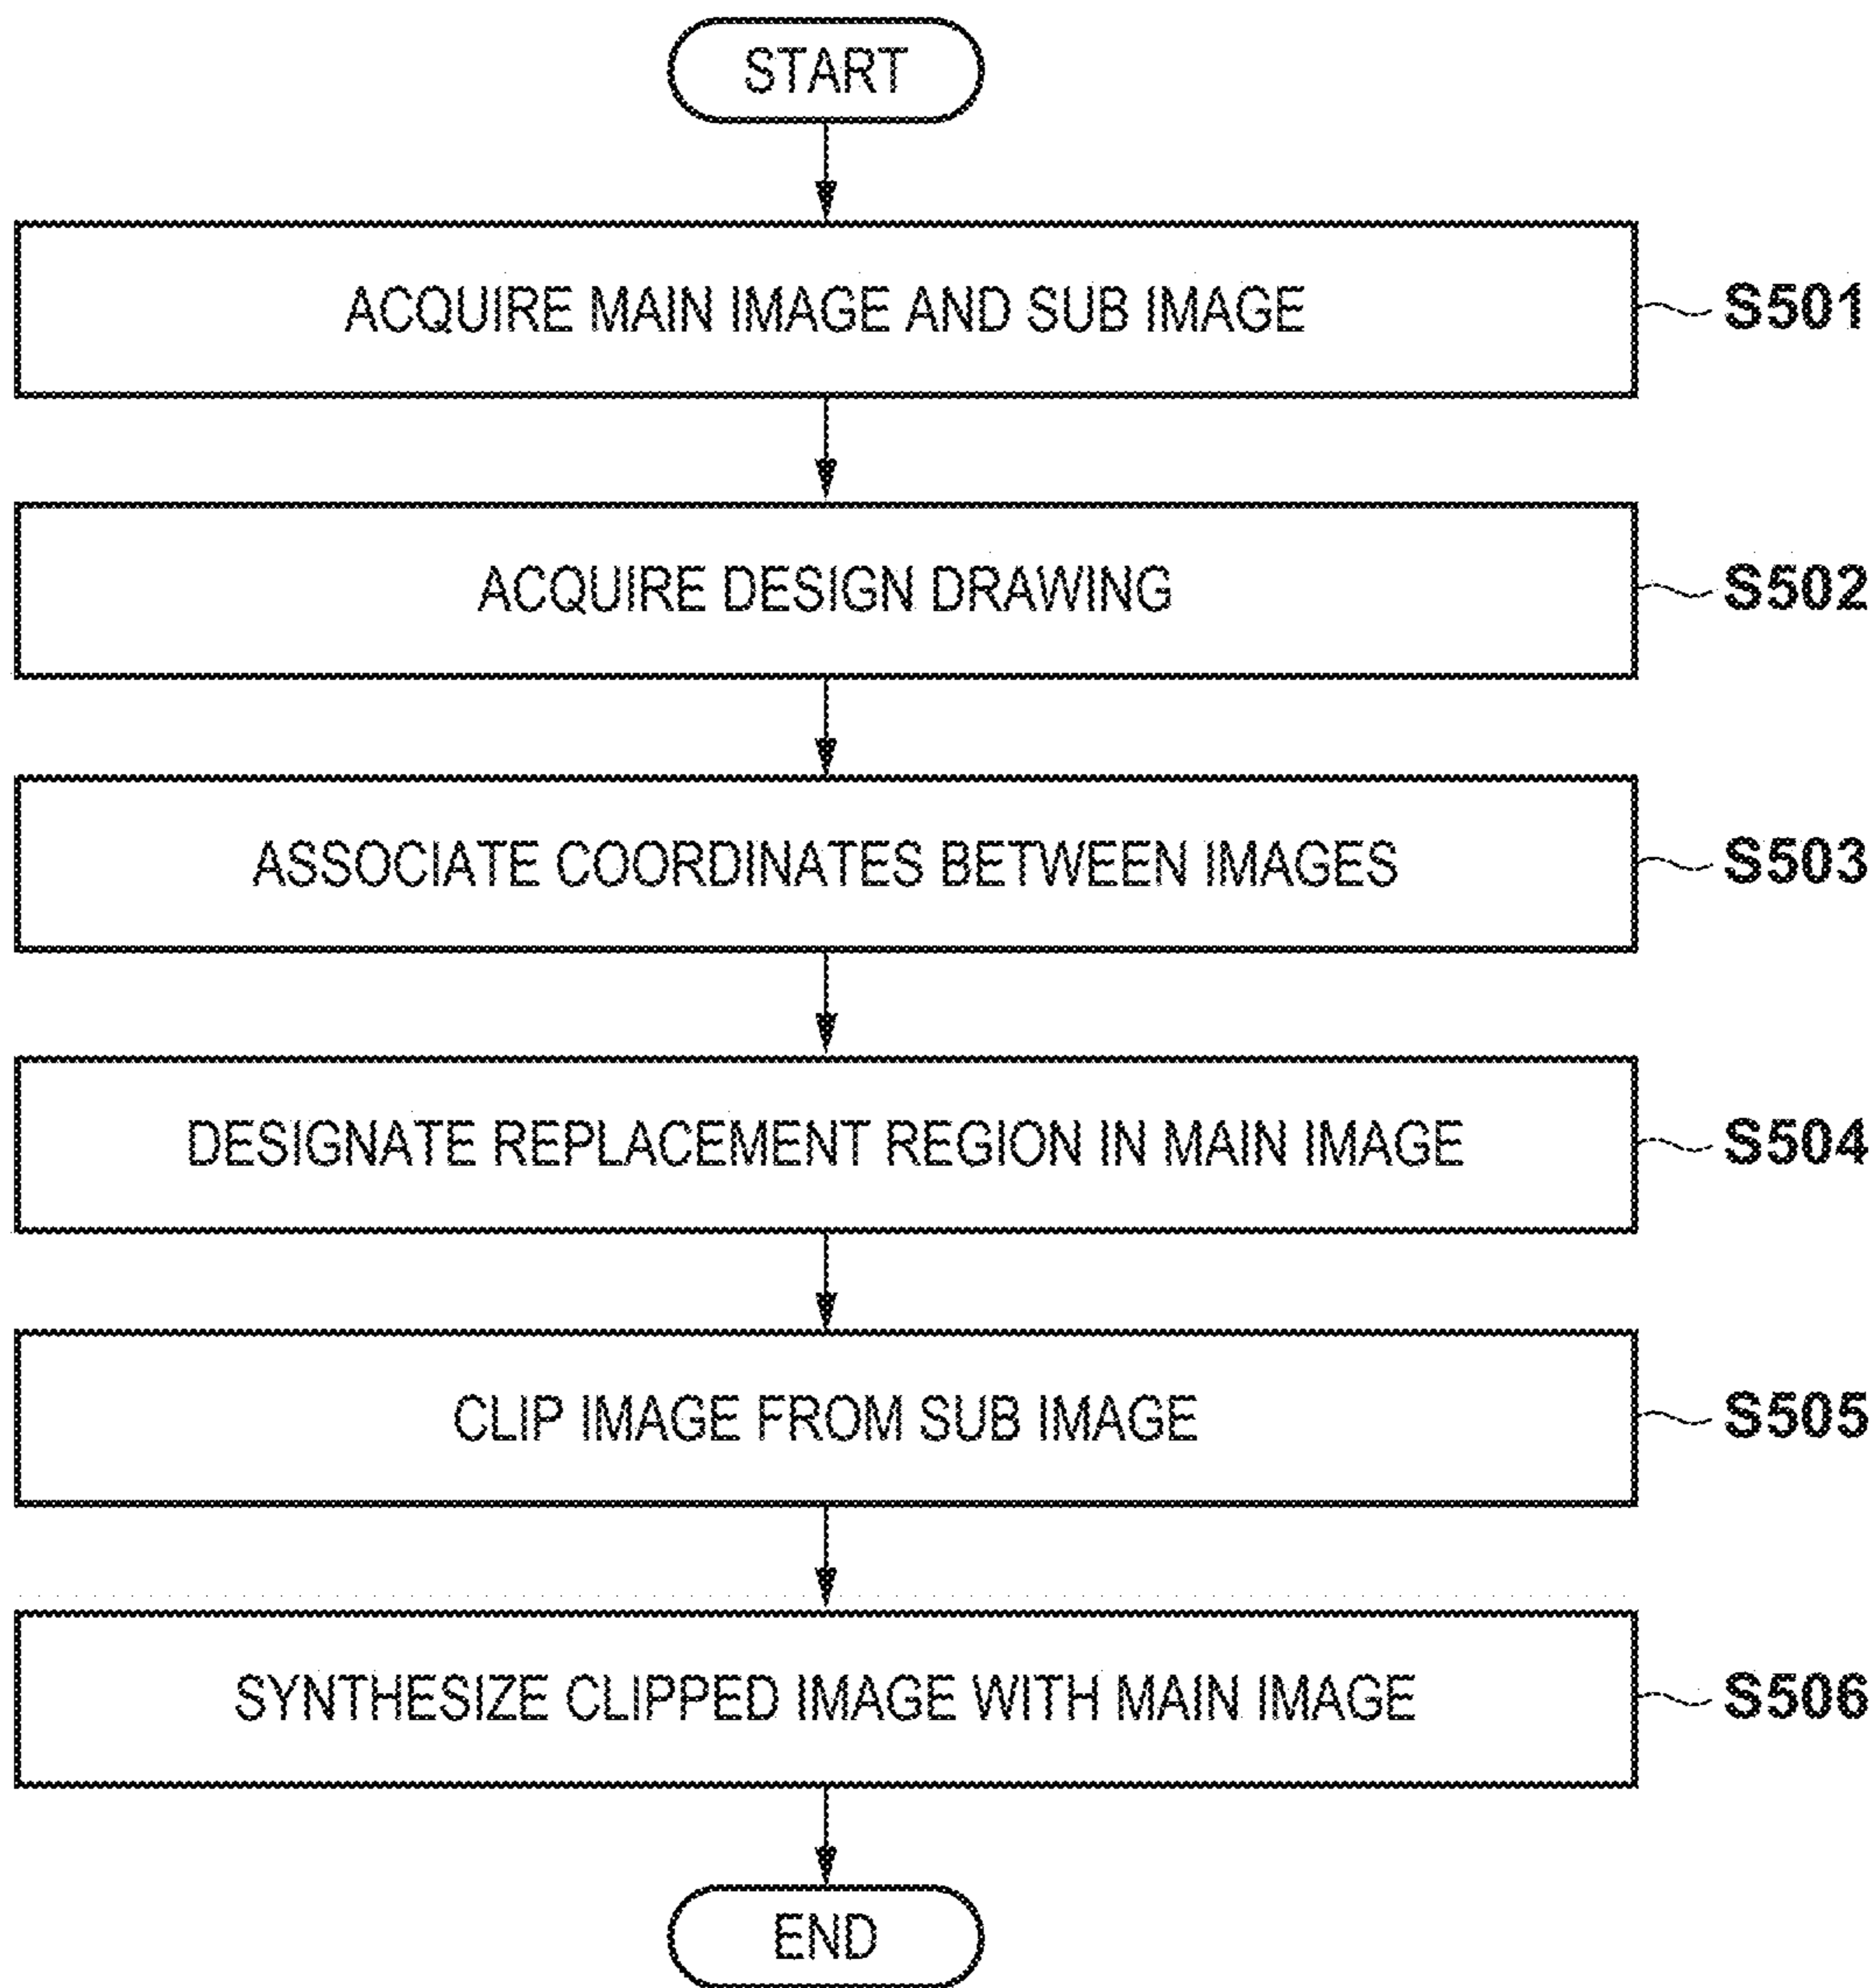 START
ACQUIRE MAIN IMAGE AND SUB IMAGE
S501
ACQUIRE DESIGN DRAWING
S502
ASSOCIATE COORDINATES BETWEEN IMAGES
S503
DESIGNATE REPLACEMENT REGION IN MAIN IMAGE
S504
CLIP IMAGE FROM SUB IMAGE
S505
SYNTHESIZE CLIPPED IMAGE WITH MAIN IMAGE
S506
END